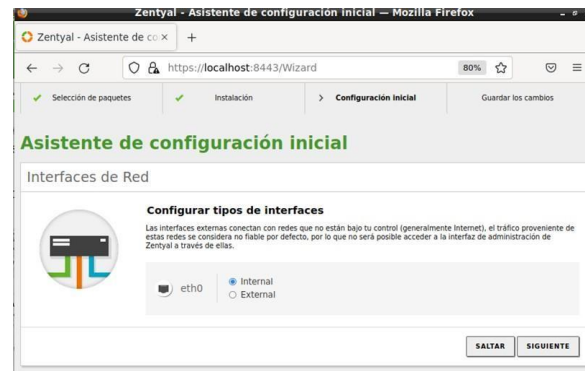 Zentyal - Asistente de configuración inicial — Mozilla Firefox
Zentyal - Asistente de co
https://localhost:8443/Wizard
80%
Selección de paquetes
Instalación
Configuración inicial
Guardar los cambios
Asistente de configuración inicial
Interfaces de Red
Configurar tipos de interfaces
Las interfaces externas conectan con redes que no están bajo tu control (generalmente Internet), el tráfico proveniente de
estas redes se considera no fiable por defecto, por lo que no será posible acceder a la interfaz de administración de
Zentyal a través de ellas.
eth0
Internal
External
SALTAR
SIGUIENTE